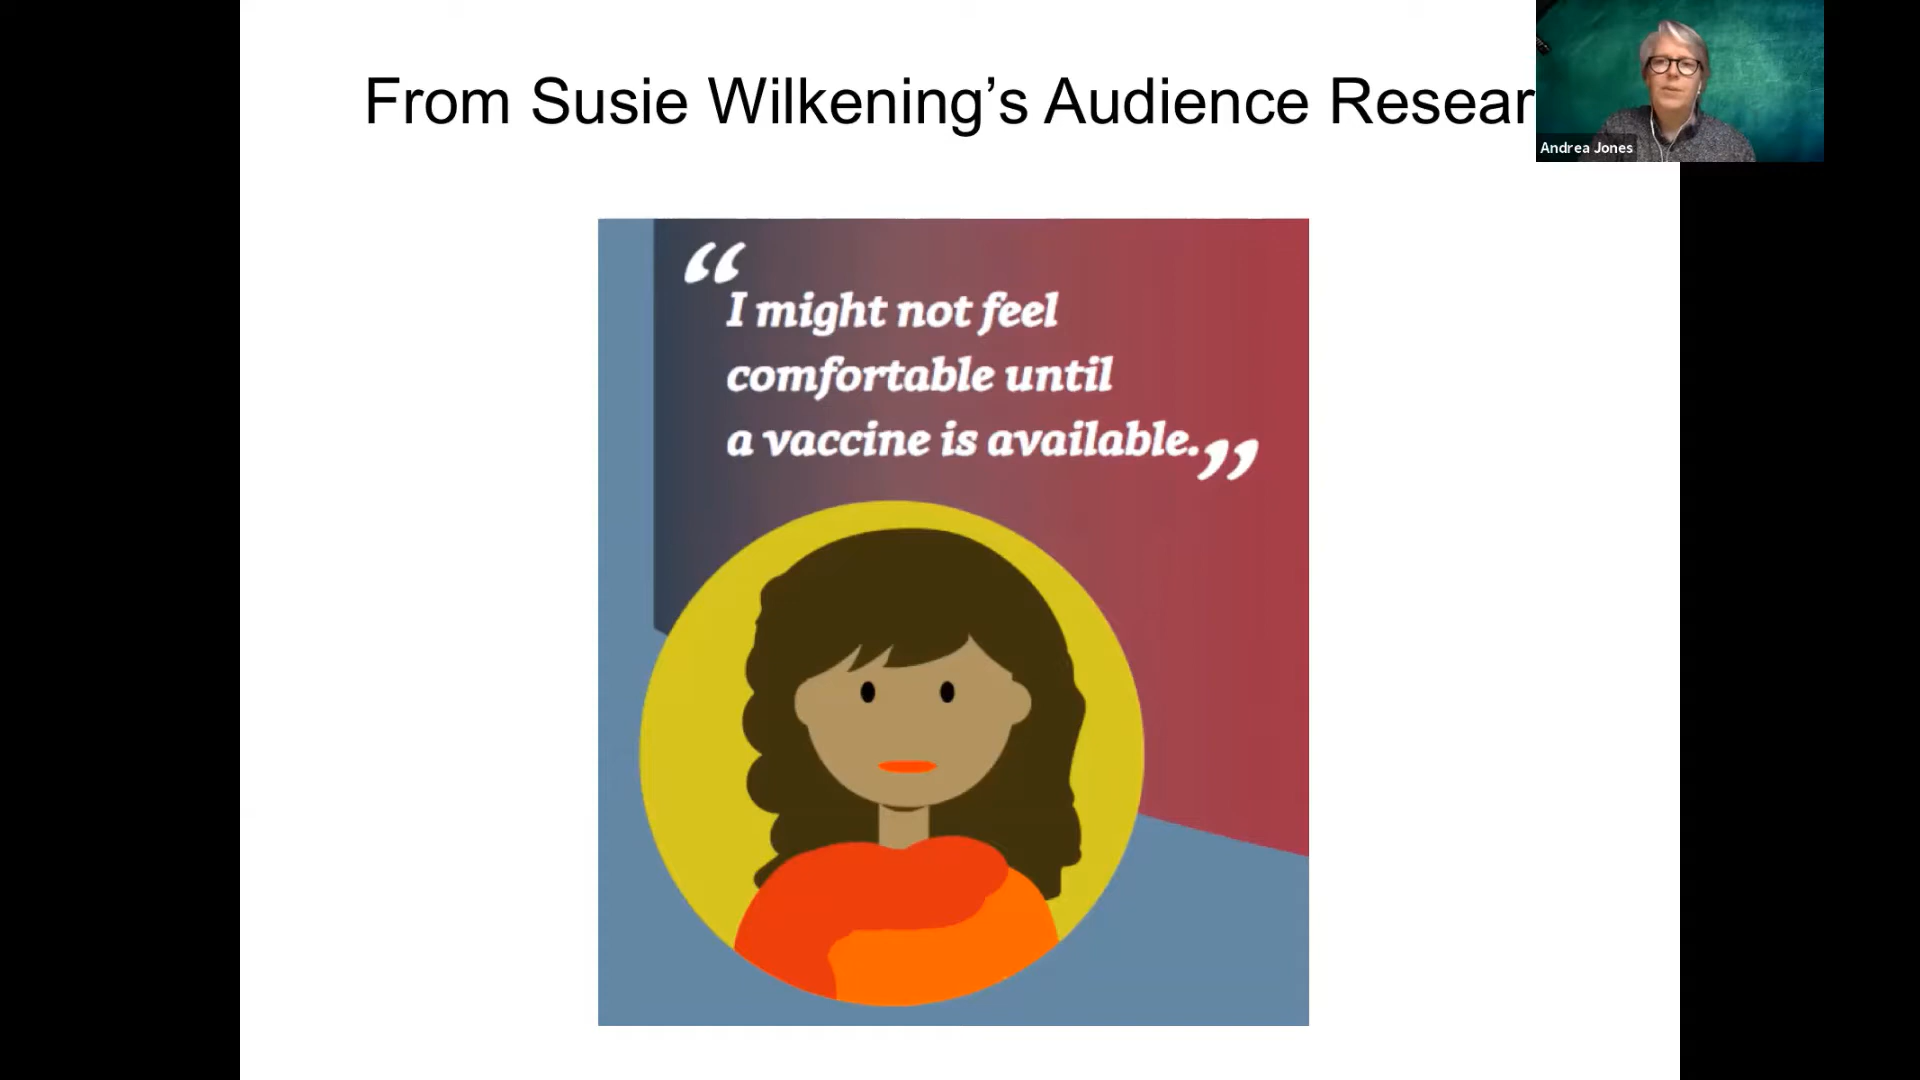 From Susie Wilkening’s Audience Resear
Andrea Jones
“I might not feel
comfortable until
a vaccine is available.”